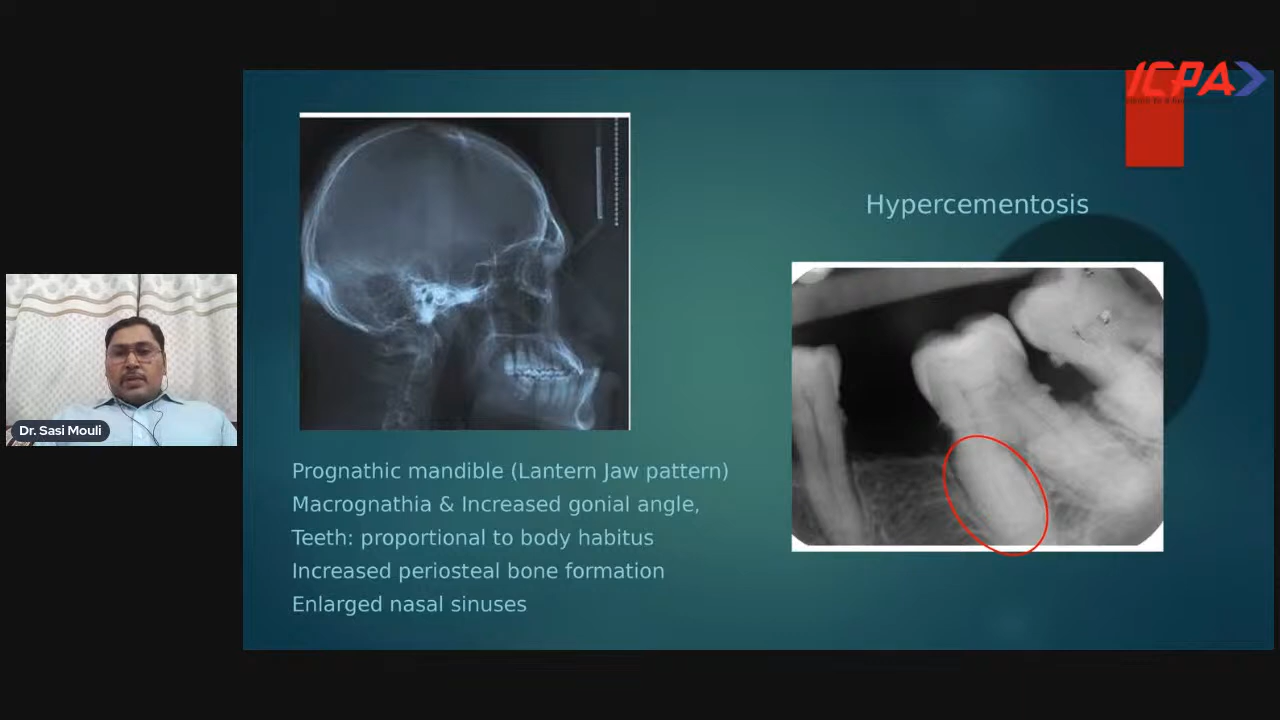 ICPA
Hypercementosis
Dr. Sasi Mouli
Prognathic mandible (Lantern Jaw pattern)
Macrognathia & Increased gonial angle,
Teeth: proportional to body habitus
Increased periosteal bone formation
Enlarged nasal sinuses